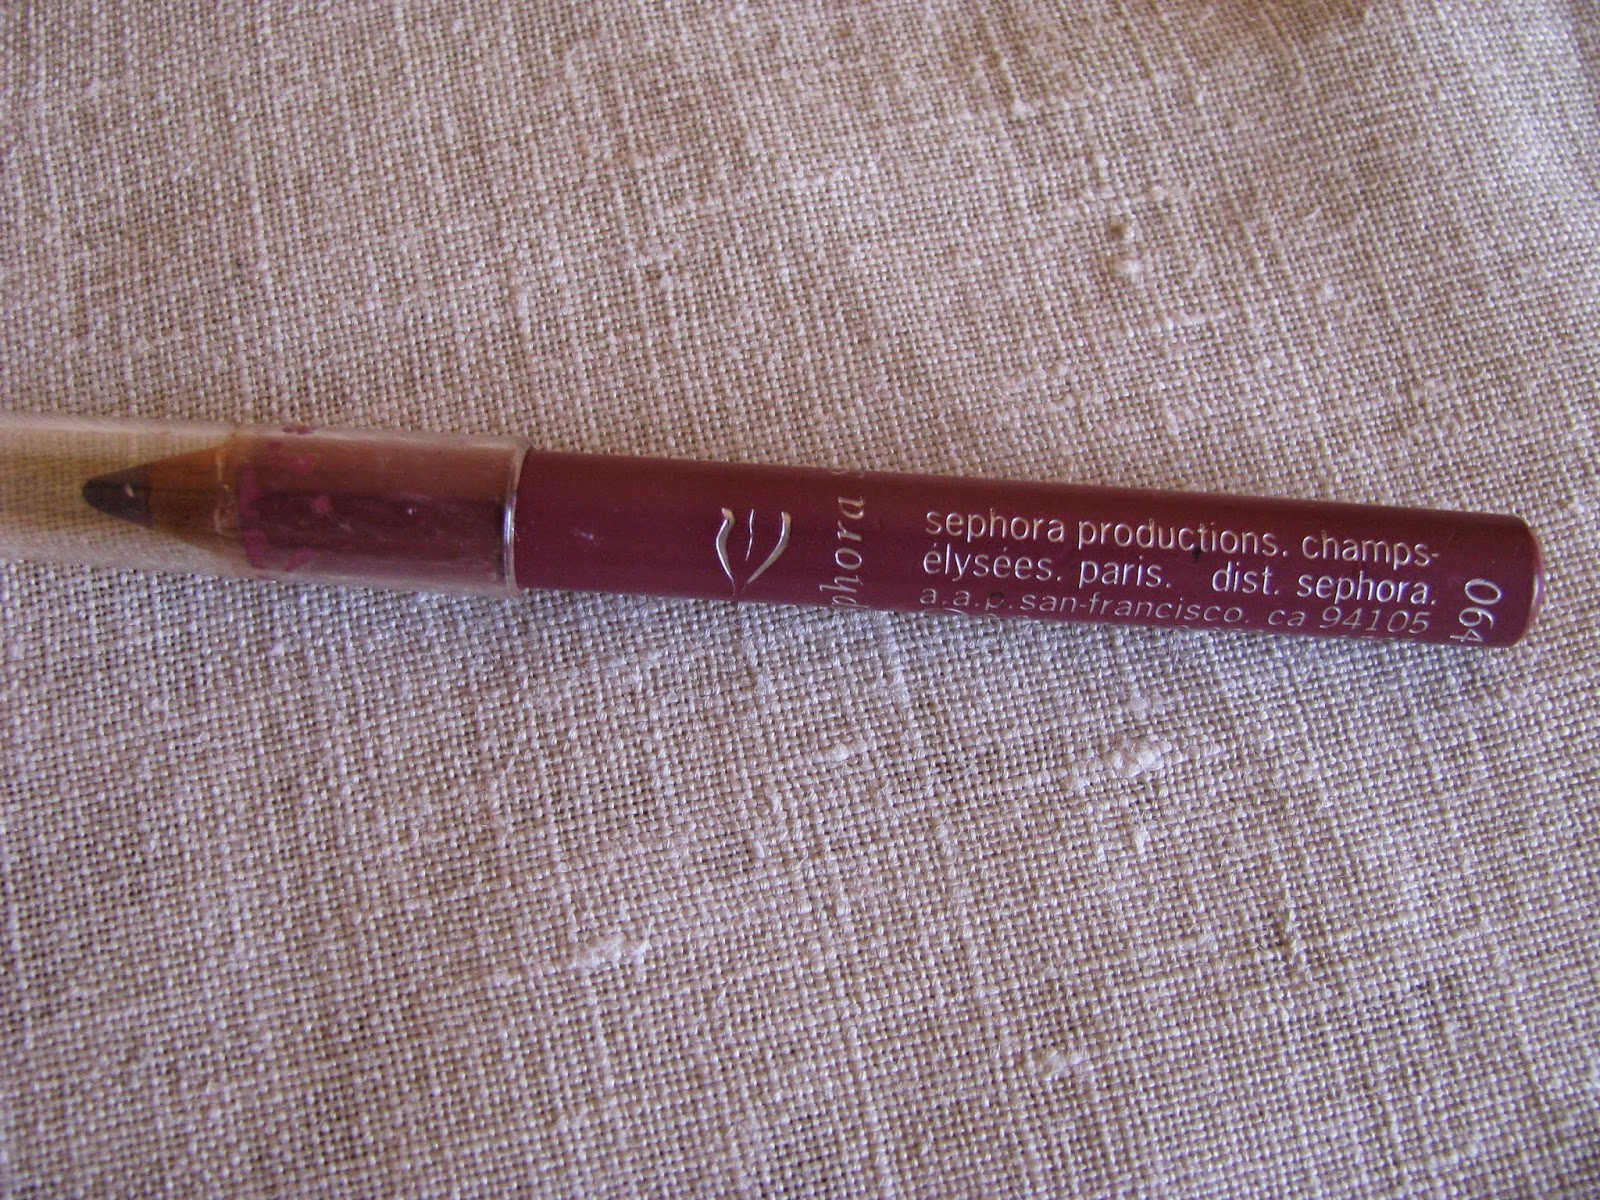 phora
sephora productions. champs-
élysées. paris. dist. sephora.
a.a.p. san-francisco. ca 94105
064